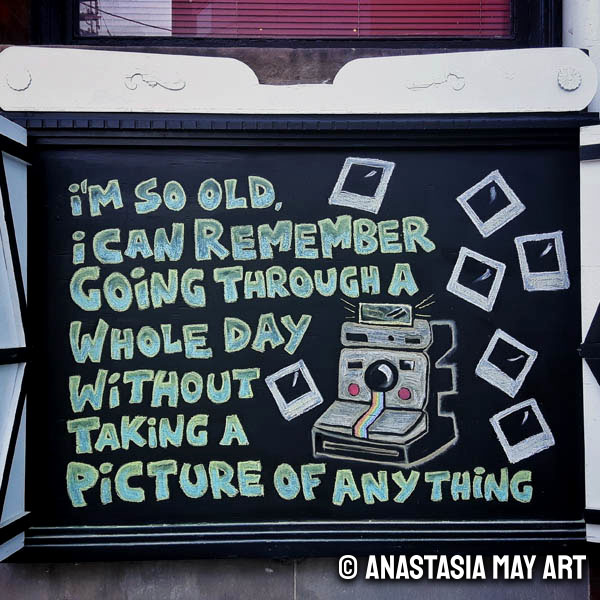 i'M SO OLD,
i CAN REMEMBER
GOiNG THROUGH A
WHOLE DAY
WiTHOUT
TAKiNG A
PiCTURE OF ANYTHiNG
© ANASTASIA MAY ART